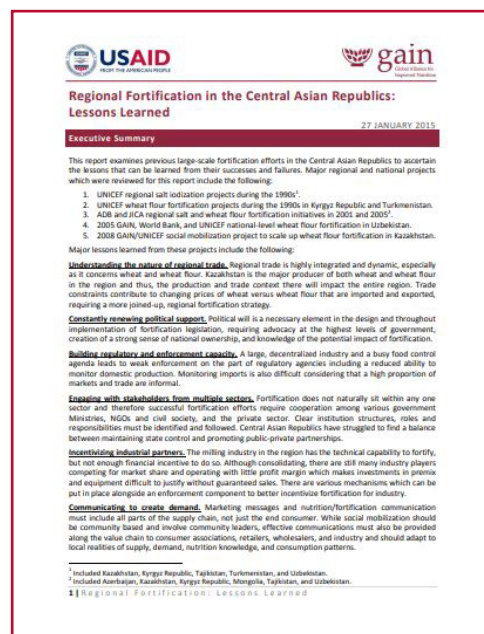 USAID
FROM THE AMERICAN PEOPLE
gain
Global Alliance for
Improved Nutrition
Regional Fortification in the Central Asian Republics:
Lessons Learned
27 JANUARY 2015
Executive Summary
This report examines previous large-scale fortification efforts in the Central Asian Republics to ascertain
the lessons that can be learned from their successes and failures. Major regional and national projects
which were reviewed for this report include the following:
1. UNICEF regional salt iodization projects during the 1990s¹.
2. UNICEF wheat flour fortification projects during the 1990s in Kyrgyz Republic and Turkmenistan.
3. ADB and JICA regional salt and wheat flour fortification initiatives in 2001 and 2005².
4. 2005 GAIN, World Bank, and UNICEF national-level wheat flour fortification in Uzbekistan.
5. 2008 GAIN/UNICEF social mobilization project to scale up wheat flour fortification in Kazakhstan.
Major lessons learned from these projects include the following:
Understanding the nature of regional trade. Regional trade is highly integrated and dynamic, especially
as it concerns wheat and wheat flour. Kazakhstan is the major producer of both wheat and wheat flour
in the region and thus, the production and trade context there will impact the entire region. Trade
constraints contribute to changing prices of wheat versus wheat flour that are imported and exported,
requiring a more joined-up, regional fortification strategy.
Constantly renewing political support. Political will is a necessary element in the design and throughout
implementation of fortification legislation, requiring advocacy at the highest levels of government,
creation of a strong sense of national ownership, and knowledge of the potential impact of fortification.
Building regulatory and enforcement capacity. A large, decentralized industry and a busy food control
agenda leads to weak enforcement on the part of regulatory agencies including a reduced ability to
monitor domestic production. Monitoring imports is also difficult considering that a high proportion of
markets and trade are informal.
Engaging with stakeholders from multiple sectors. Fortification does not naturally sit within any one
sector and therefore successful fortification efforts require cooperation among various government
Ministries, NGOs and civil society, and the private sector. Clear institution structures, roles and
responsibilities must be identified and followed. Central Asian Republics have struggled to find a balance
between maintaining state control and promoting public-private partnerships.
Incentivizing industrial partners. The milling industry in the region has the technical capability to fortify,
but not enough financial incentive to do so. Although consolidating, there are still many industry players
competing for market share and operating with little profit margin which makes investments in premix
and equipment difficult to justify without guaranteed sales. There are various mechanisms which can be
put in place alongside an enforcement component to better incentivize fortification for industry.
Communicating to create demand. Marketing messages and nutrition/fortification communication
must include all parts of the supply chain, not just the end consumer. While social mobilization should
be community based and involve community leaders, effective communications must also be provided
along the value chain to consumer associations, retailers, wholesalers, and industry and should adapt to
local realities of supply, demand, nutrition knowledge, and consumption patterns.
¹ Included Kazakhstan, Kyrgyz Republic, Tajikistan, Turkmenistan, and Uzbekistan.
² Included Azerbaijan, Kazakhstan, Kyrgyz Republic, Mongolia, Tajikistan, and Uzbekistan.
1 | Regional Fortification: Lessons Learned